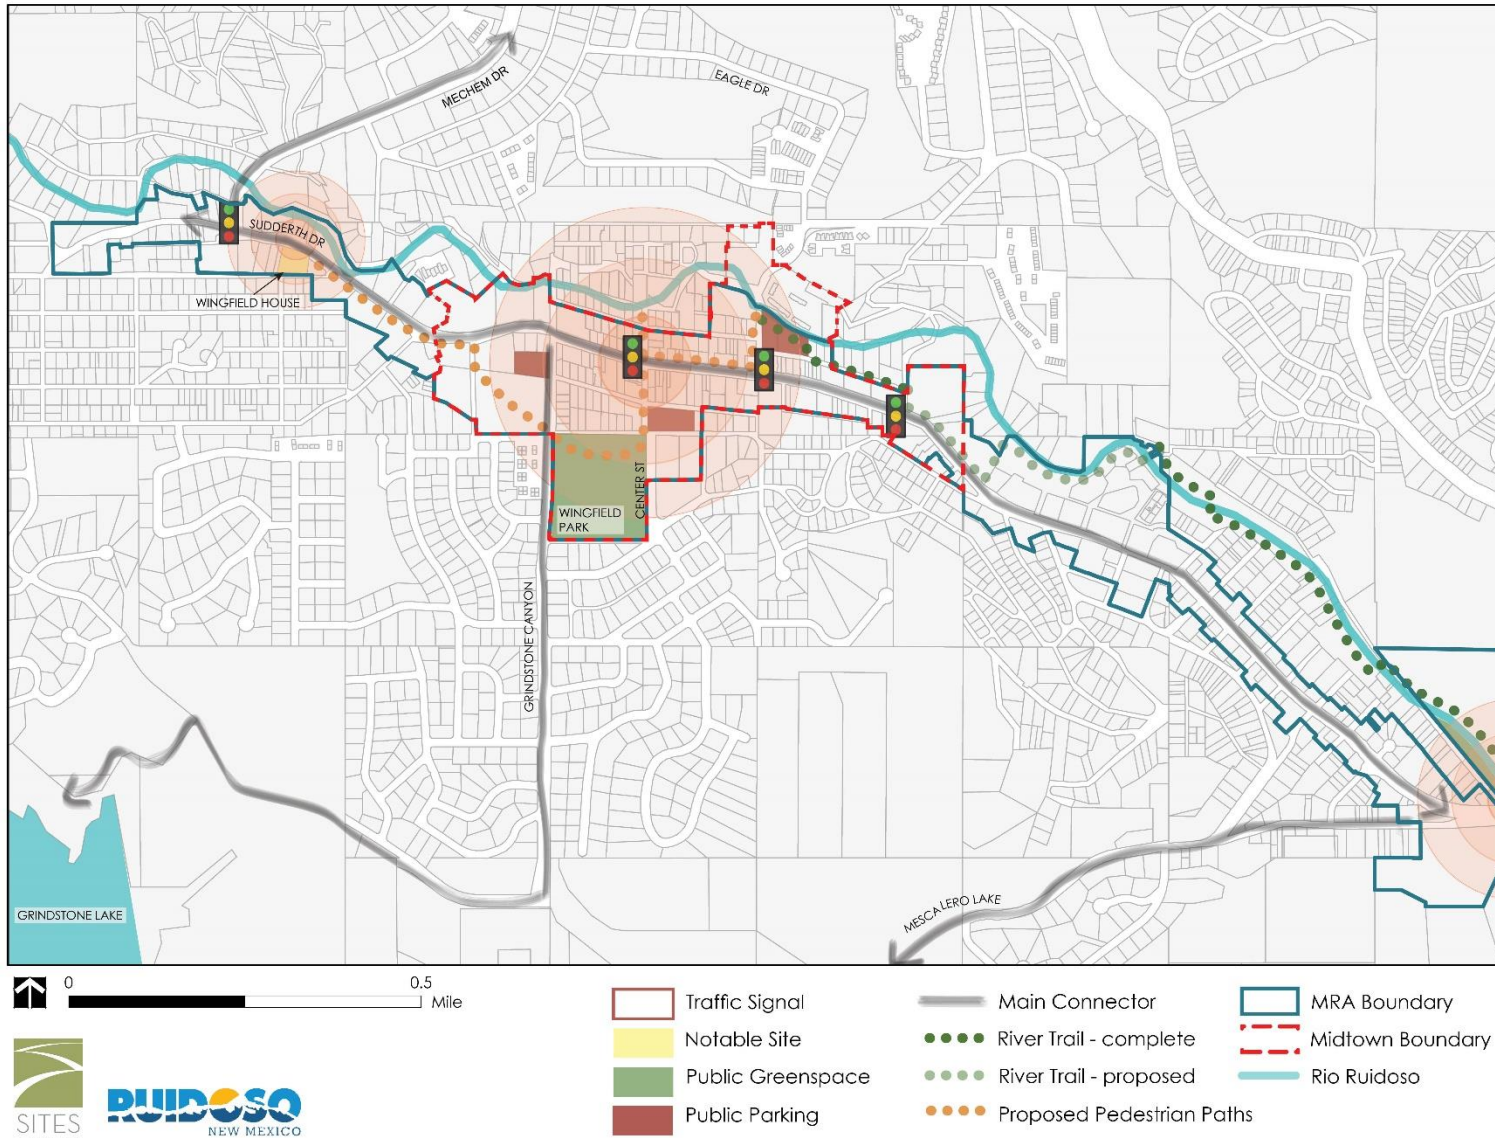 MECHEM DR
EAGLE DR
SUDDERTH DR
WINGFIELD HOUSE
CENTER ST
WINGFIELD
PARK
GRINDSTONE CANYON
MESCALERO LAKE
GRINDSTONE LAKE
0 0.5
Mile
Traffic Signal
Notable Site
Public Greenspace
Public Parking
Main Connector
River Trail - complete
River Trail - proposed
Proposed Pedestrian Paths
MRA Boundary
Midtown Boundary
Rio Ruidoso
SITES
RUIDOSO
NEW MEXICO